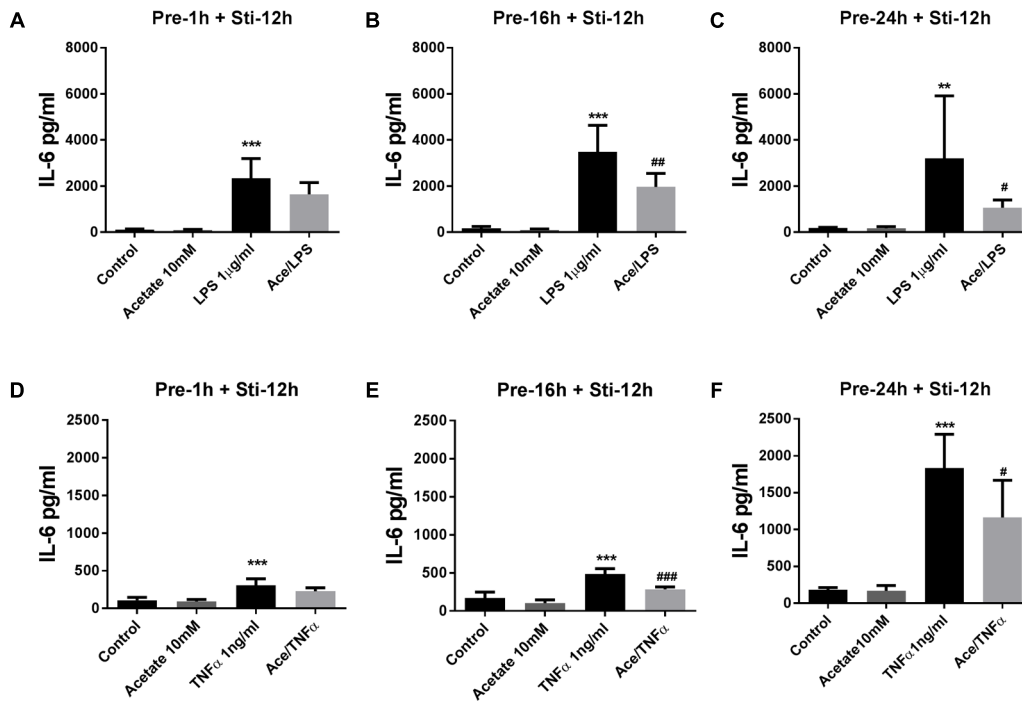 A
Pre-1h + Sti-12h
IL-6 pg/ml
8000
6000
4000
2000
0
***
Control
Acetate 10mM
LPS 1μg/ml
Ace/LPS
B
Pre-16h + Sti-12h
IL-6 pg/ml
8000
6000
4000
2000
0
***
##
Control
Acetate 10mM
LPS 1μg/ml
Ace/LPS
C
Pre-24h + Sti-12h
IL-6 pg/ml
8000
6000
4000
2000
0
**
#
Control
Acetate 10mM
LPS 1μg/ml
Ace/LPS
D
Pre-1h + Sti-12h
IL-6 pg/ml
2500
2000
1500
1000
500
0
***
Control
Acetate 10mM
TNFα 1ng/ml
Ace/TNFα
E
Pre-16h + Sti-12h
IL-6 pg/ml
2500
2000
1500
1000
500
0
***
###
Control
Acetate 10mM
TNFα 1ng/ml
Ace/TNFα
F
Pre-24h + Sti-12h
IL-6 pg/ml
2500
2000
1500
1000
500
0
***
#
Control
Acetate10mM
TNFα 1ng/ml
Ace/TNFα